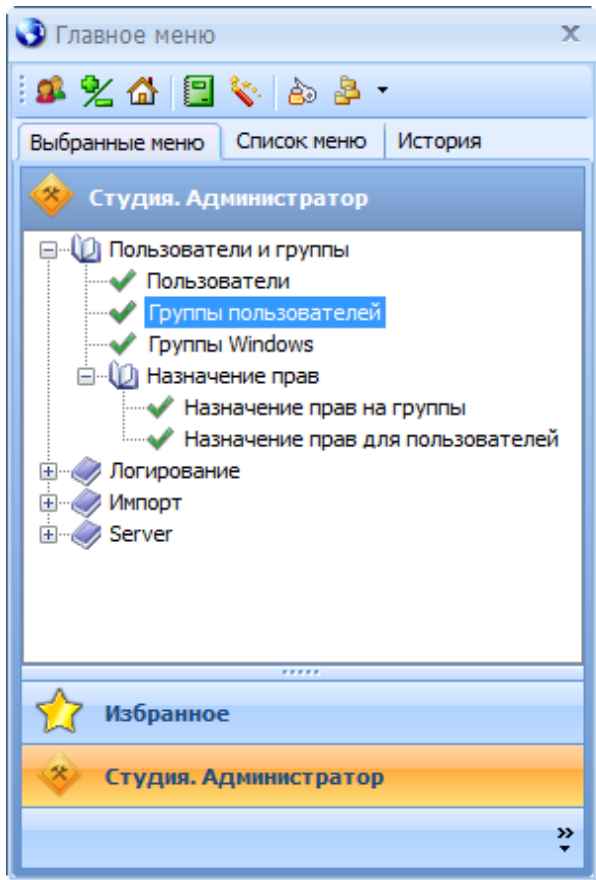 Главное меню
Выбранные меню Список меню История
Студия. Администратор
Пользователи и группы
Пользователи
Группы пользователей
Группы Windows
Назначение прав
Назначение прав на группы
Назначение прав для пользователей
Логирование
Импорт
Server
Избранное
Студия. Администратор